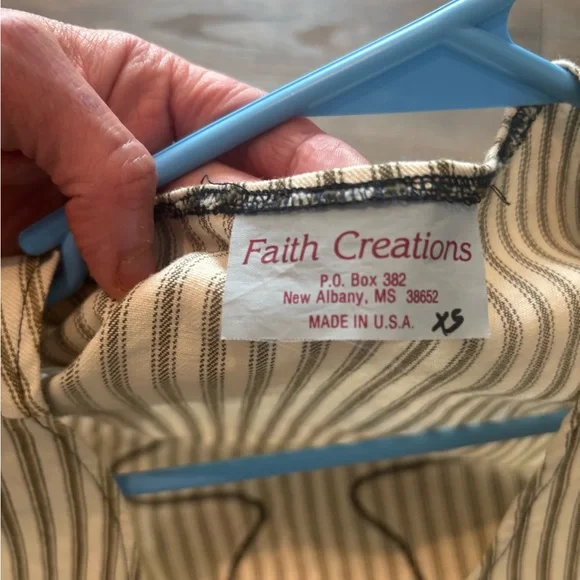 Faith Creations
P.O. Box 382
New Albany, MS 38652
MADE IN U.S.A. XS